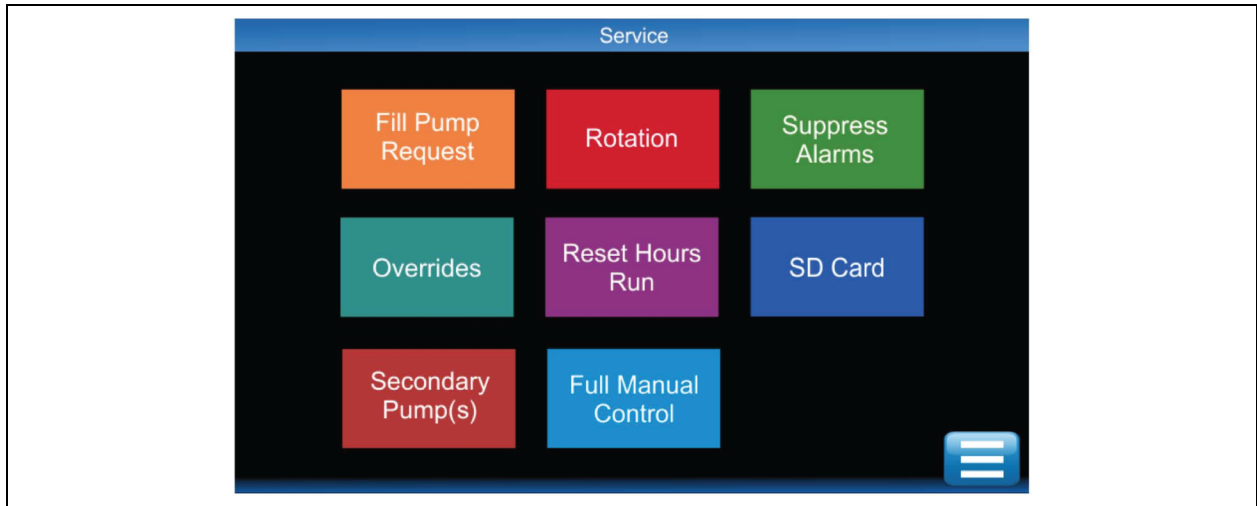 Service
Fill Pump
Request
Rotation
Suppress
Alarms
Overrides
Reset Hours
Run
SD Card
Secondary
Pump(s)
Full Manual
Control